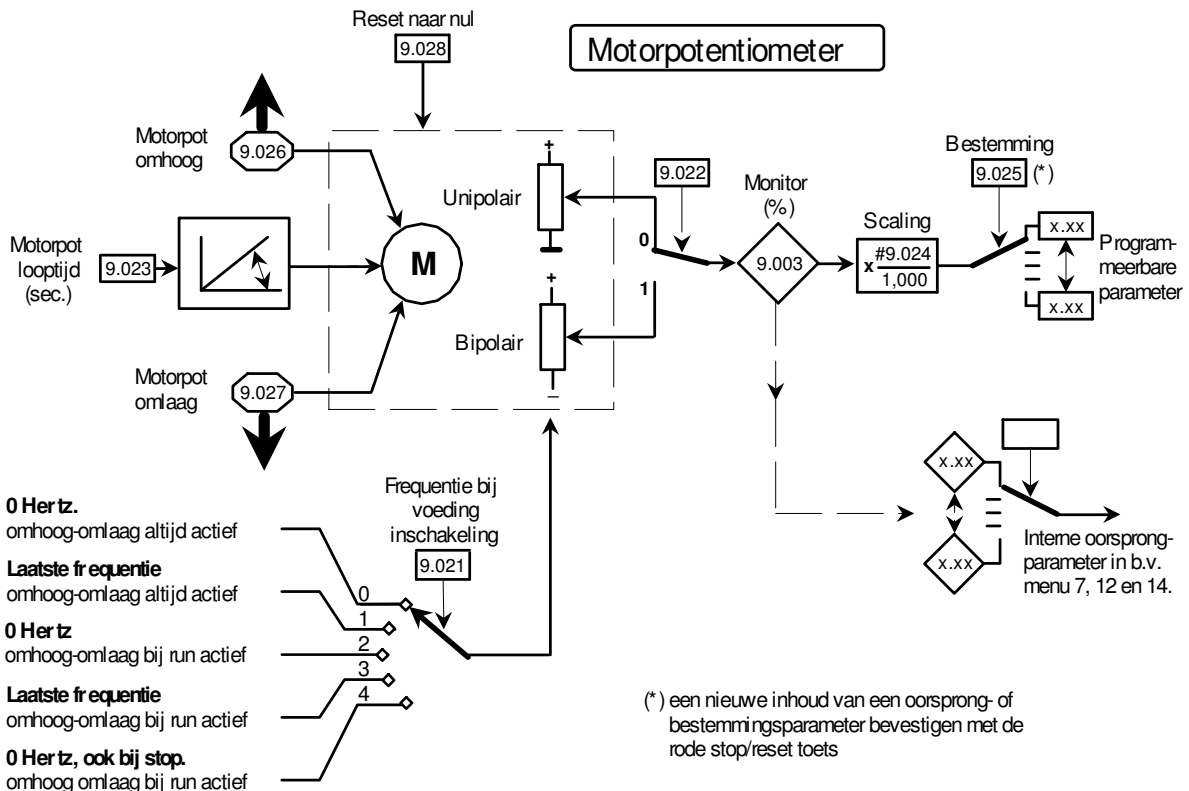 Reset naar nul
9.028
Motorpotentiometer
Motorpot
omhoog
9.026
Motorpot
looptijd
(sec.)
9.023
M
Motorpot
omlaag
9.027
+
Unipolair
+
Bipolair
–
9.022
0
1
Monitor
(%)
9.003
Scaling
x #9.024
1,000
Bestemming
9.025 (*)
x.xx
x.xx
Program-
meerbare
parameter
x.xx
x.xx
Interne oorsprong-
parameter in b.v.
menu 7, 12 en 14.
Frequentie bij
voeding
inschakeling
9.021
0 Hertz.
omhoog-omlaag altijd actief
Laatste frequentie
omhoog-omlaag altijd actief
0 Hertz
omhoog-omlaag bij run actief
Laatste frequentie
omhoog-omlaag bij run actief
0 Hertz, ook bij stop.
omhoog omlaag bij run actief
0
1
2
3
4
(*) een nieuwe inhoud van een oorsprong- of
bestemmingsparameter bevestigen met de
rode stop/reset toets